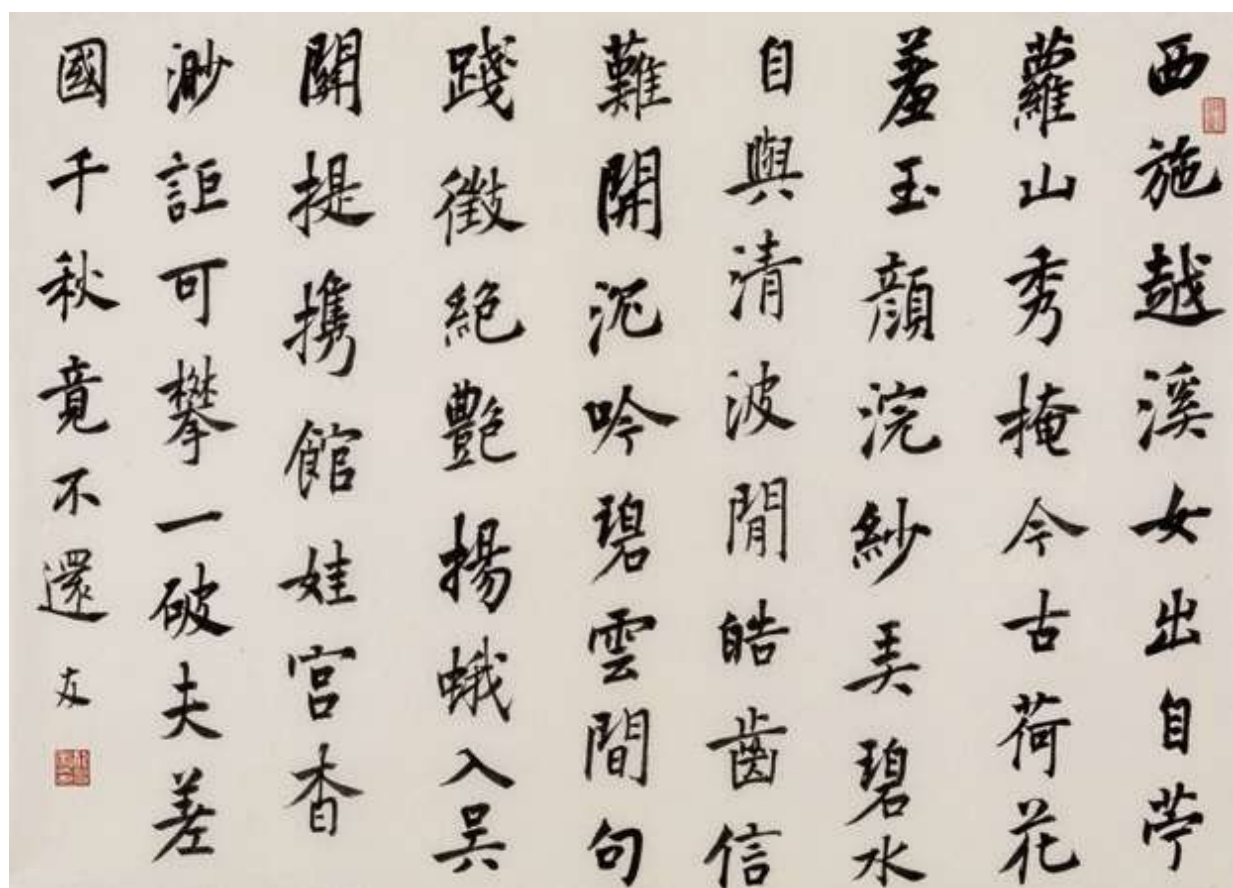 西施越溪女出自苧
蘿山秀掩今古荷花
羞玉顔浣紗弄碧水
自與清波閒皓齒信
難開沉吟碧雲間句
踐徵絕艷揚蛾入吳
關提携館娃宮杳
渺詎可攀一破夫差
國千秋竟不還
友